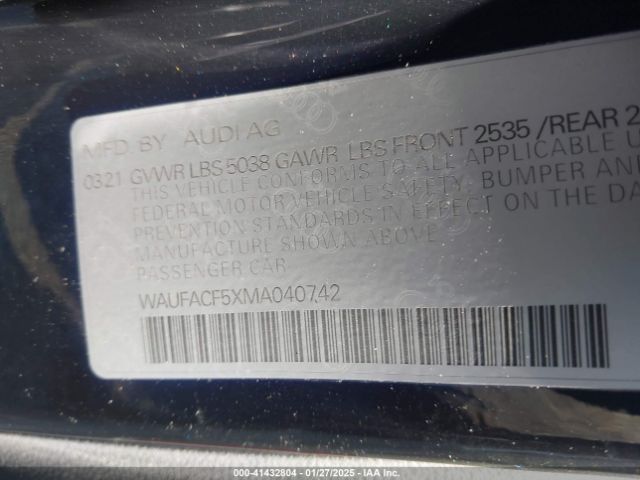 MFD. BY AUDI AG
0321 GVWR LBS 5038 GAWR LBS FRONT 2535 /REAR 2
THIS VEHICLE CONFORMS TO ALL APPLICABLE
FEDERAL MOTOR VEHICLE SAFETY, BUMPER AND
PREVENTION STANDARDS IN EFFECT ON THE DA
MANUFACTURE SHOWN ABOVE
PASSENGER CAR
WAUFACF5XMA040742
000-41432804 | 01/27/2025 | IAA Inc.